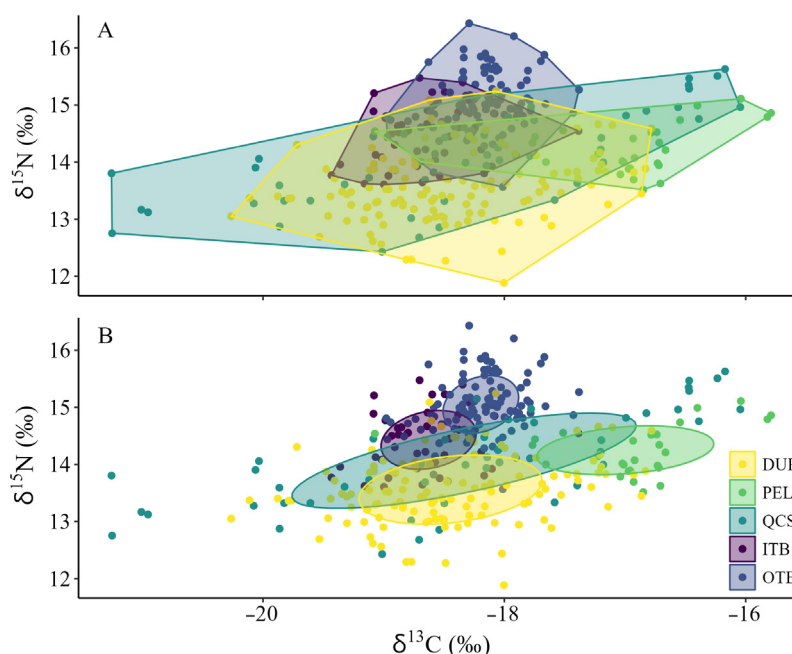 A
δ¹⁵N (‰)
16
15
14
13
12
B
δ¹⁵N (‰)
16
15
14
13
12
DUE
PEL
QCS
ITB
OTB
−20
−18
−16
δ¹³C (‰)